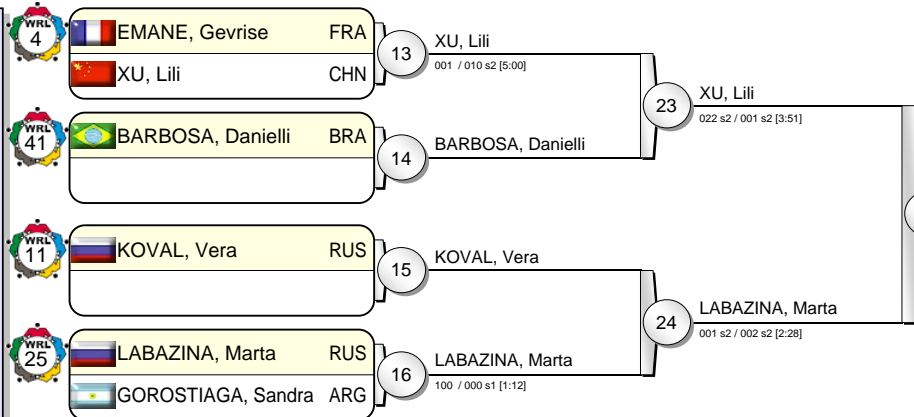 WRL 4 EMANE, Gevrise FRA
XU, Lili CHN
13 XU, Lili
001 / 010 s2 [5:00]
23 XU, Lili
022 s2 / 001 s2 [3:51]
WRL 41 BARBOSA, Danielli BRA
14 BARBOSA, Danielli
WRL 11 KOVAL, Vera RUS
15 KOVAL, Vera
24 LABAZINA, Marta
001 s2 / 002 s2 [2:28]
WRL 25 LABAZINA, Marta RUS
GOROSTIAGA, Sandra ARG
16 LABAZINA, Marta
100 / 000 s1 [1:12]